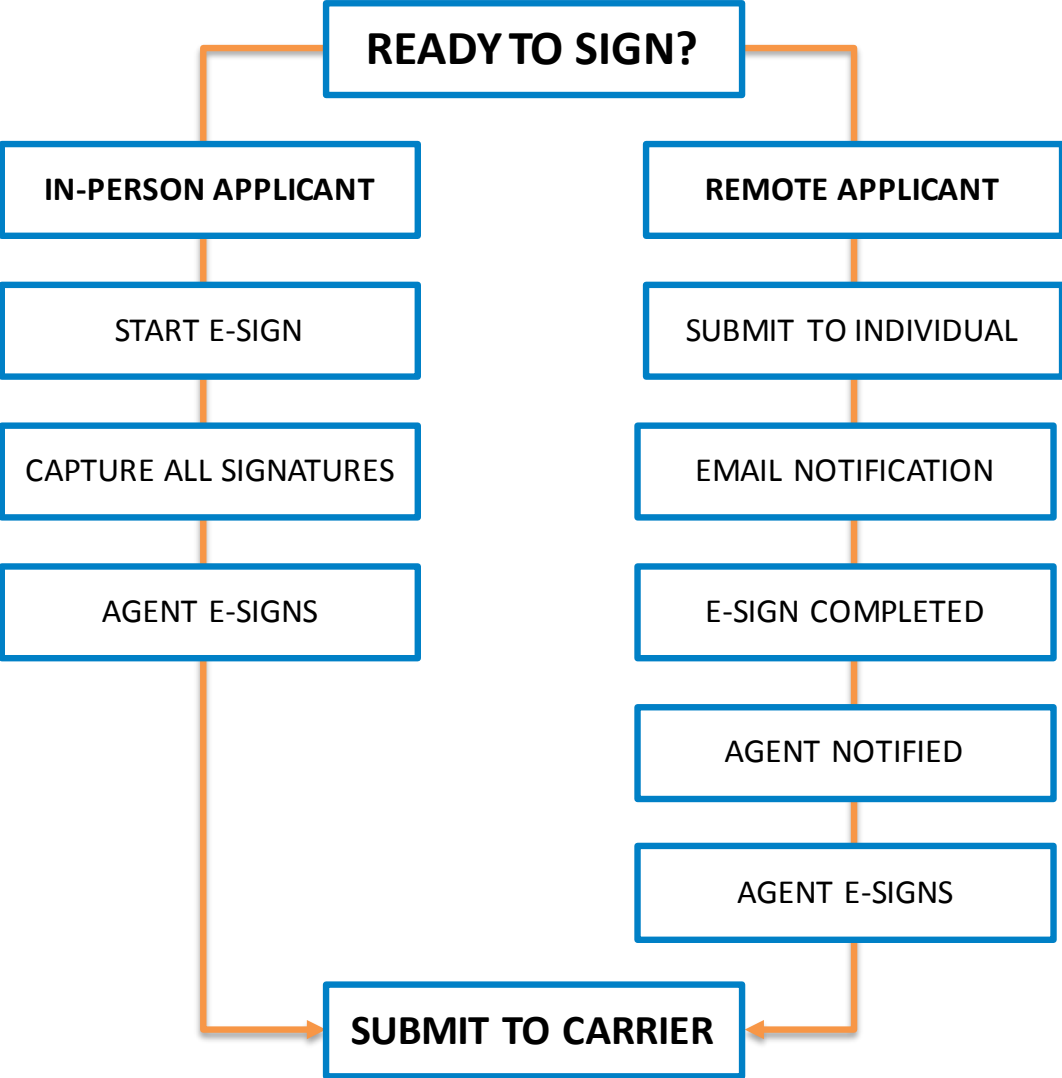 READY TO SIGN?
IN-PERSON APPLICANT
START E-SIGN
CAPTURE ALL SIGNATURES
AGENT E-SIGNS
REMOTE APPLICANT
SUBMIT TO INDIVIDUAL
EMAIL NOTIFICATION
E-SIGN COMPLETED
AGENT NOTIFIED
AGENT E-SIGNS
SUBMIT TO CARRIER